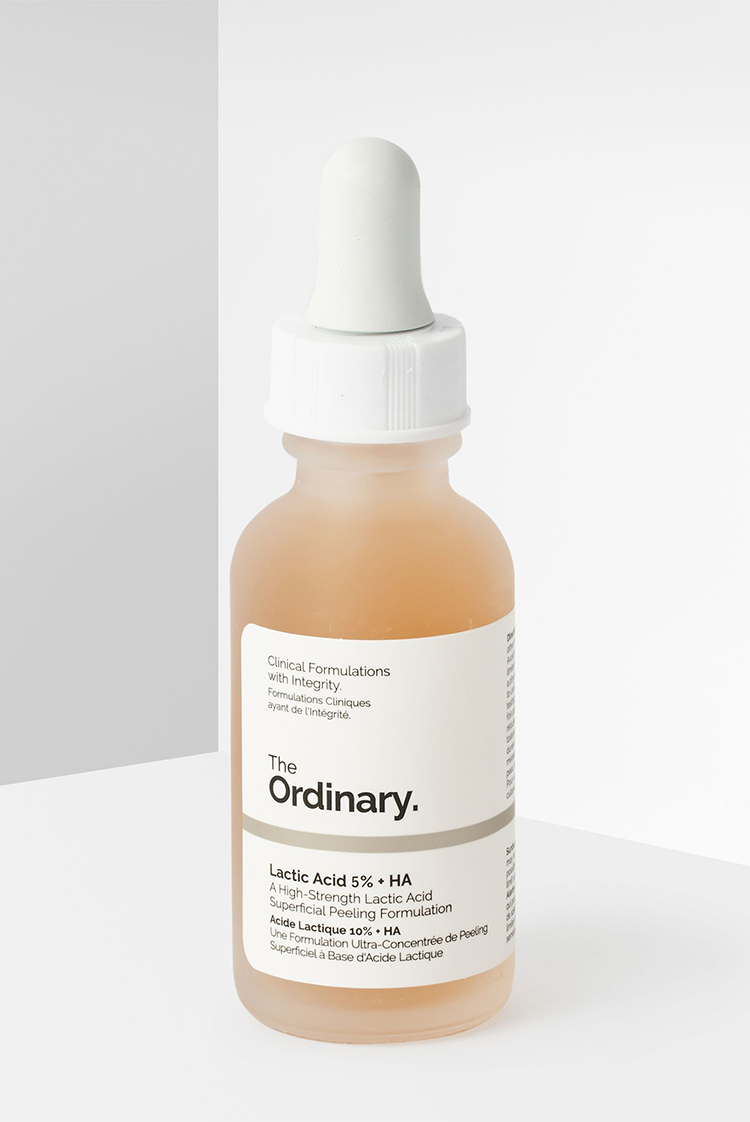 Clinical Formulations
with Integrity.
Formulations Cliniques
ayant de l'Intégrité.
The
Ordinary.
Lactic Acid 5% + HA
A High-Strength Lactic Acid
Superficial Peeling Formulation
Acide Lactique 10% + HA
Une Formulation Ultra-Concentrée de Peeling
Superficiel à Base d'Acide Lactique